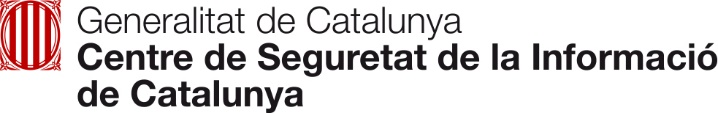 Generalitat de Catalunya
Centre de Seguretat de la Informació
de Catalunya